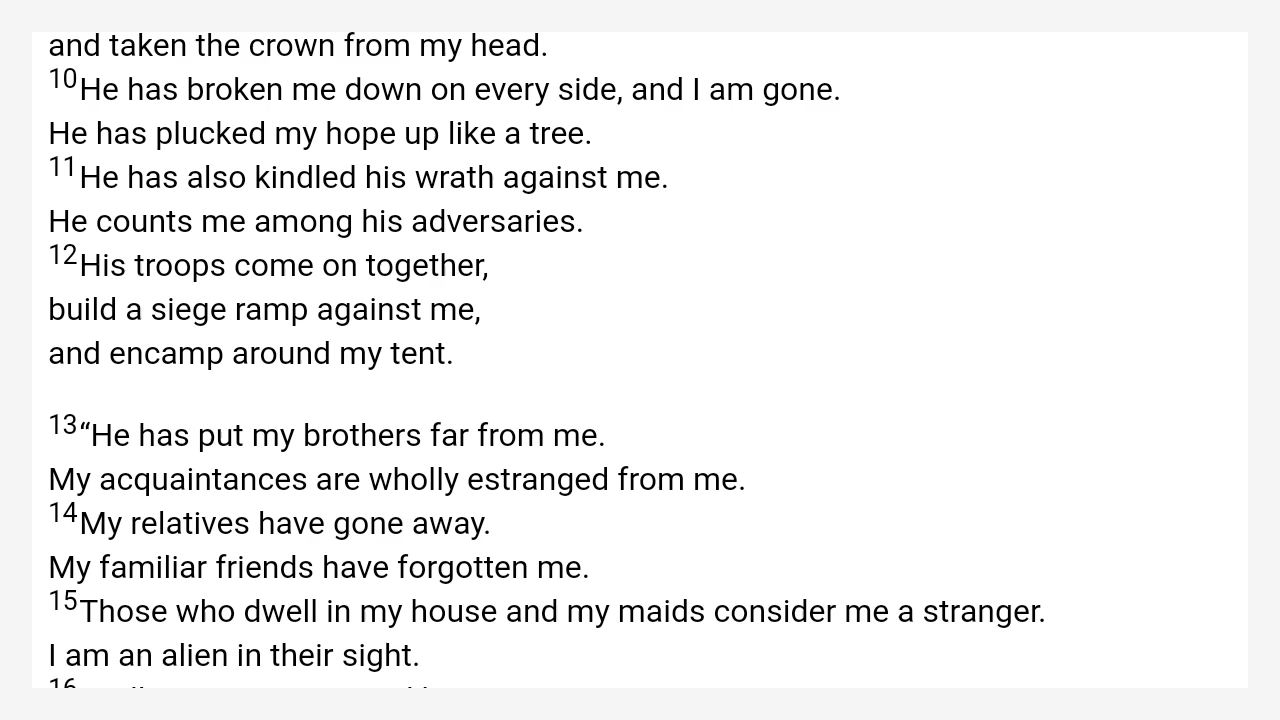 and taken the crown from my head.
10He has broken me down on every side, and I am gone.
He has plucked my hope up like a tree.
11He has also kindled his wrath against me.
He counts me among his adversaries.
12His troops come on together,
build a siege ramp against me,
and encamp around my tent.
13“He has put my brothers far from me.
My acquaintances are wholly estranged from me.
14My relatives have gone away.
My familiar friends have forgotten me.
15Those who dwell in my house and my maids consider me a stranger.
I am an alien in their sight.
16